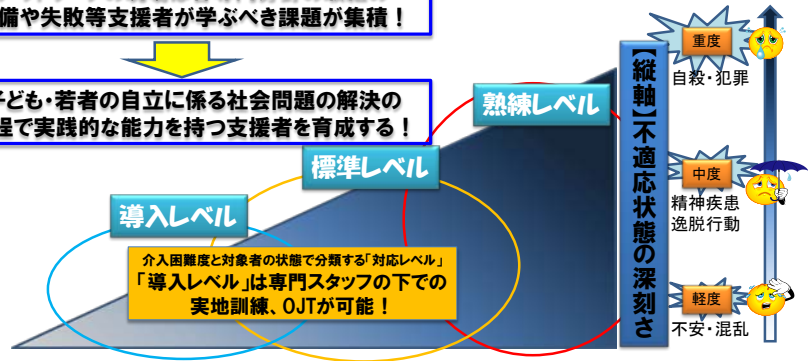 備や失敗等支援者が学ぶべき課題が集積！
子ども・若者の自立に係る社会問題の解決の
程で実践的な能力を持つ支援者を育成する！
熟練レベル
標準レベル
導入レベル
介入困難度と対象者の状態で分類する「対応レベル」
「導入レベル」は専門スタッフの下での
実地訓練、OJTが可能！
【縦軸】不適応状態の深刻さ
重度
自殺・犯罪
中度
精神疾患
逸脱行動
軽度
不安・混乱